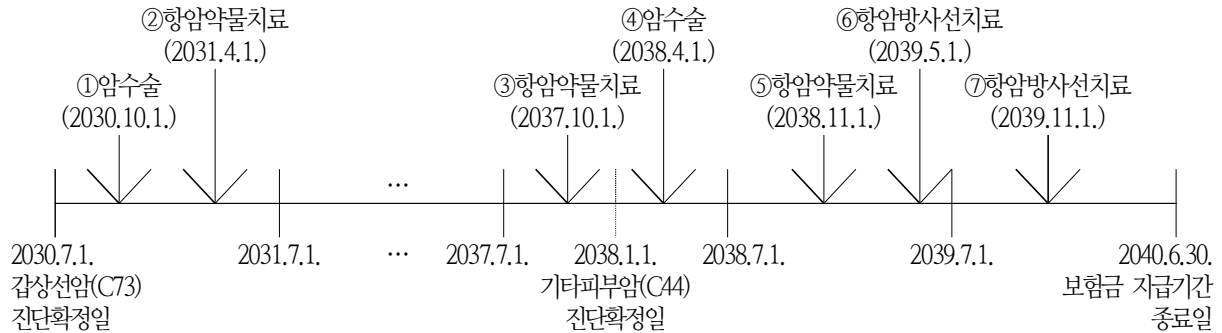 ②항암약물치료
(2031.4.1.)
④암수술
(2038.4.1.)
⑥항암방사선치료
(2039.5.1.)
①암수술
(2030.10.1.)
③항암약물치료
(2037.10.1.)
⑤항암약물치료
(2038.11.1.)
⑦항암방사선치료
(2039.11.1.)
…
2030.7.1.
갑상선암(C73)
진단확정일
2031.7.1.
…
2037.7.1.
2038.1.1.
기타피부암(C44)
진단확정일
2038.7.1.
2039.7.1.
2040.6.30.
보험금 지급기간
종료일